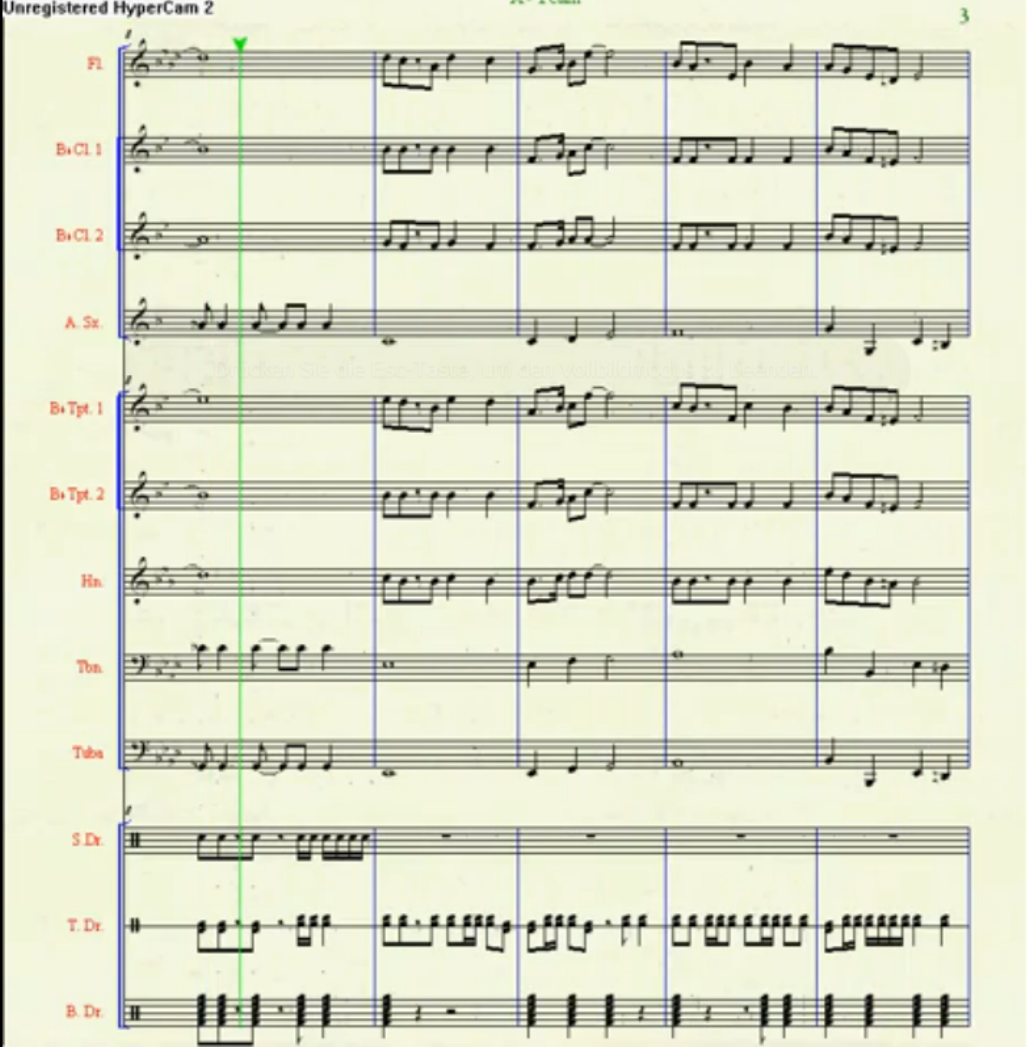 Unregistered HyperCam 2
A-Team
3
Fl.
B♭Cl. 1
B♭Cl. 2
A. Sx.
Drücken Sie die Esc-Taste, um den Vollbildmodus zu beenden.
B♭Tpt. 1
B♭Tpt. 2
Hn.
Tbn.
Tuba
S.Dr.
T. Dr.
B. Dr.